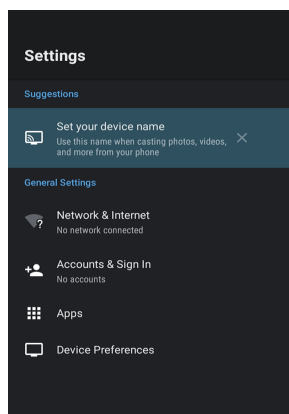 Settings
Suggestions
Set your device name
Use this name when casting photos, videos,
and more from your phone
General Settings
Network & Internet
No network connected
Accounts & Sign In
No accounts
Apps
Device Preferences